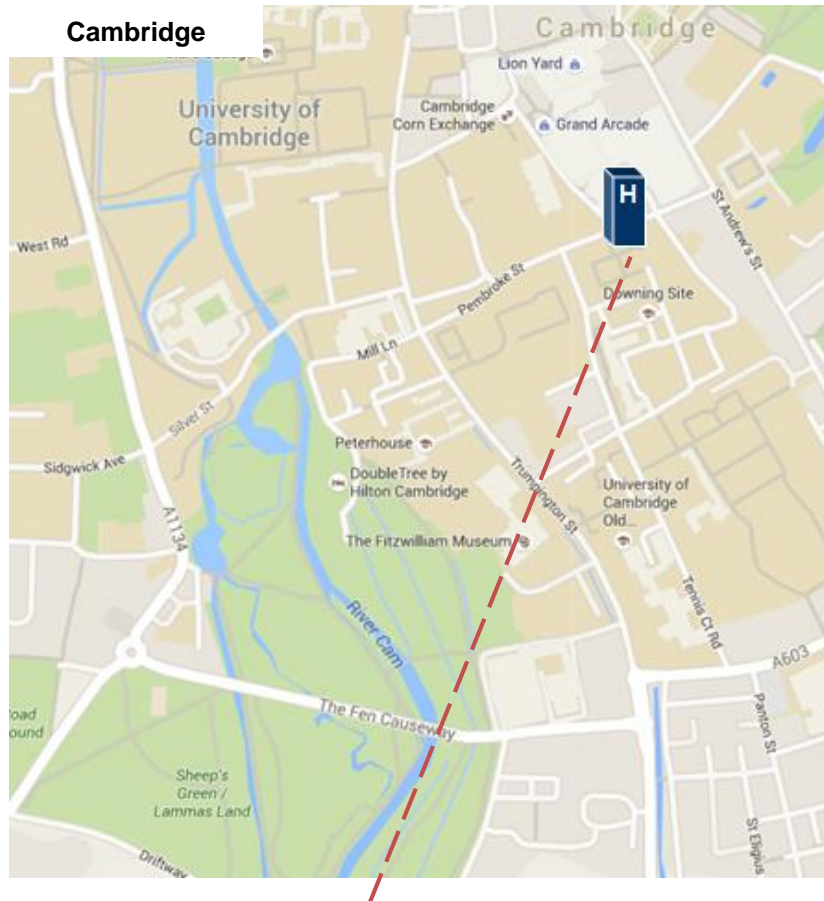 Cambridge
Cambridge
Lion Yard
University of
Cambridge
Cambridge
Corn Exchange
Grand Arcade
H
St Andrew's St
West Rd
Pembroke St
Downing Site
Mill Ln
Silver St
Peterhouse
Sidgwick Ave
DoubleTree by
Hilton Cambridge
Trumpington St
University of
Cambridge
Old...
A1134
The Fitzwilliam Museum
River Cam
Tennis Ct Rd
A603
The Fen Causeway
Panton St
oad
ound
Sheep's
Green /
Lammas Land
St Eligius
Driftway